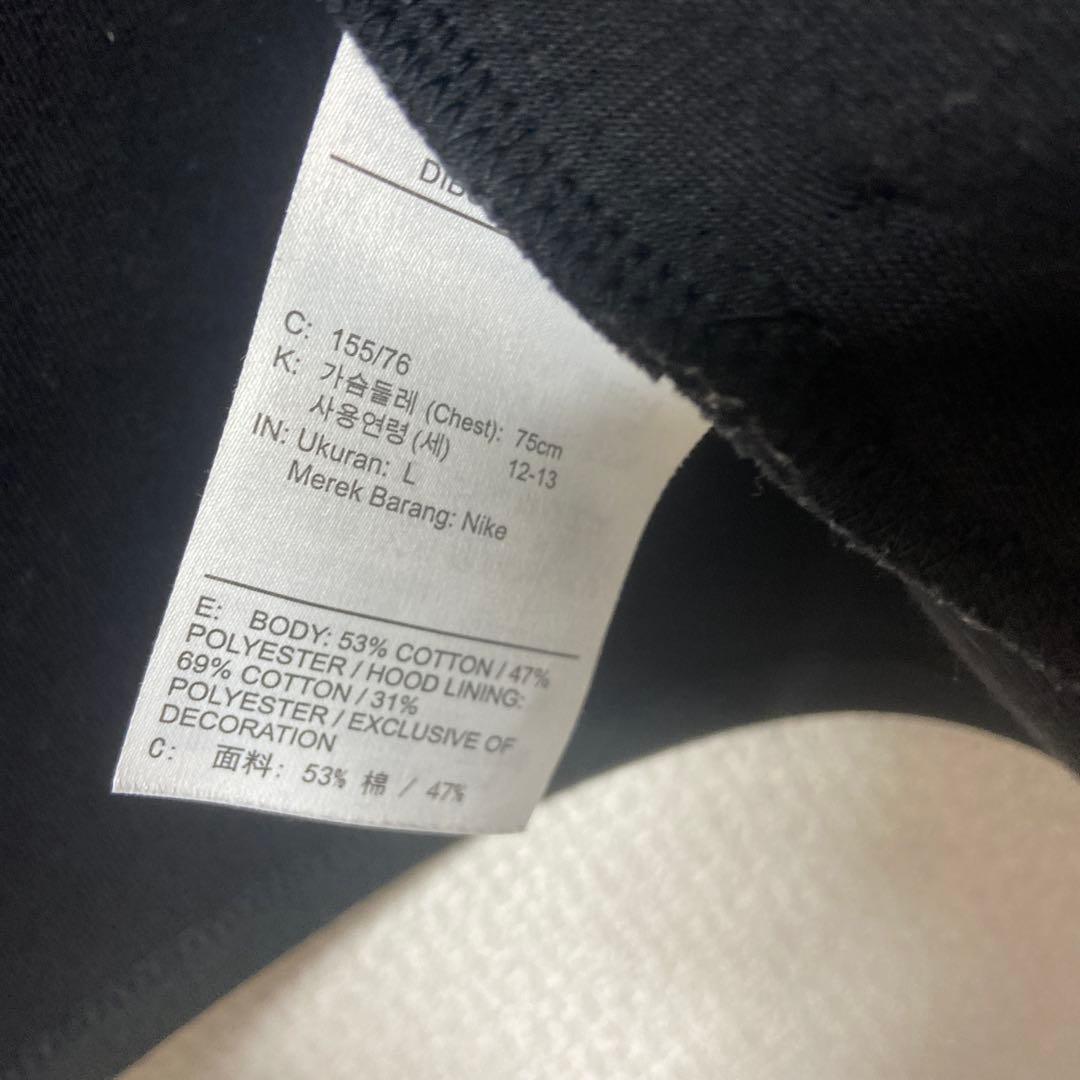 C: 155/76
K: 가슴둘레 (Chest): 75cm
사용연령 (세) 12-13
IN: Ukuran: L
Merek Barang: Nike
E: BODY: 53% COTTON / 47%
POLYESTER / HOOD LINING:
69% COTTON / 31%
POLYESTER / EXCLUSIVE OF
DECORATION
C: 面料: 53% 棉 / 47%